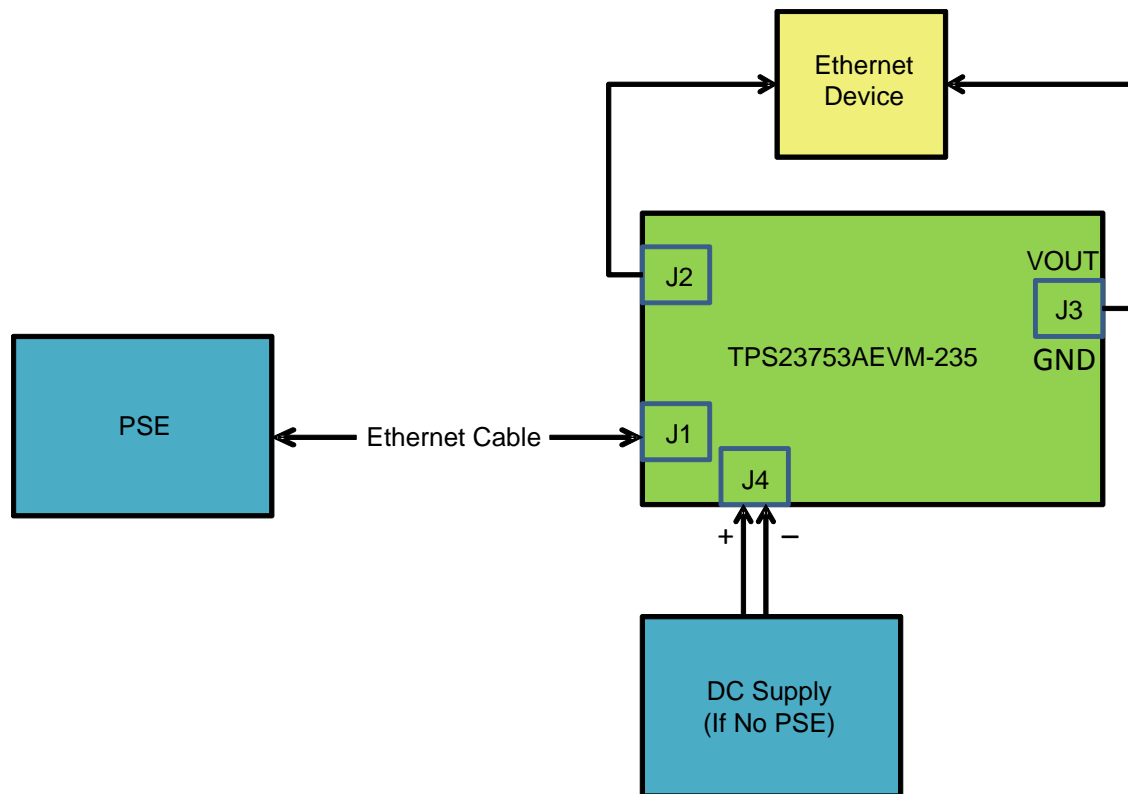 Ethernet
Device
J2
VOUT
J3
GND
TPS23753AEVM-235
PSE
Ethernet Cable
J1
J4
+ –
DC Supply
(If No PSE)